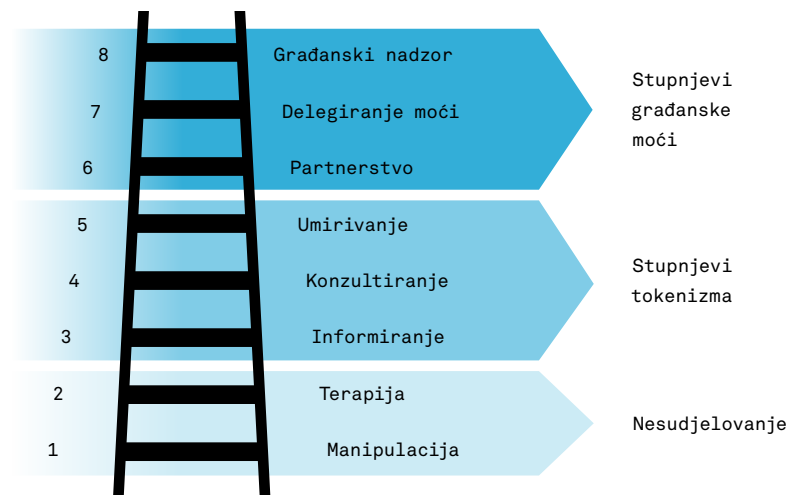 8 Građanski nadzor
7 Delegiranje moći
6 Partnerstvo
Stupnjevi
građanske
moći
5 Umirivanje
4 Konzultiranje
3 Informiranje
Stupnjevi
tokenizma
2 Terapija
1 Manipulacija
Nesudjelovanje